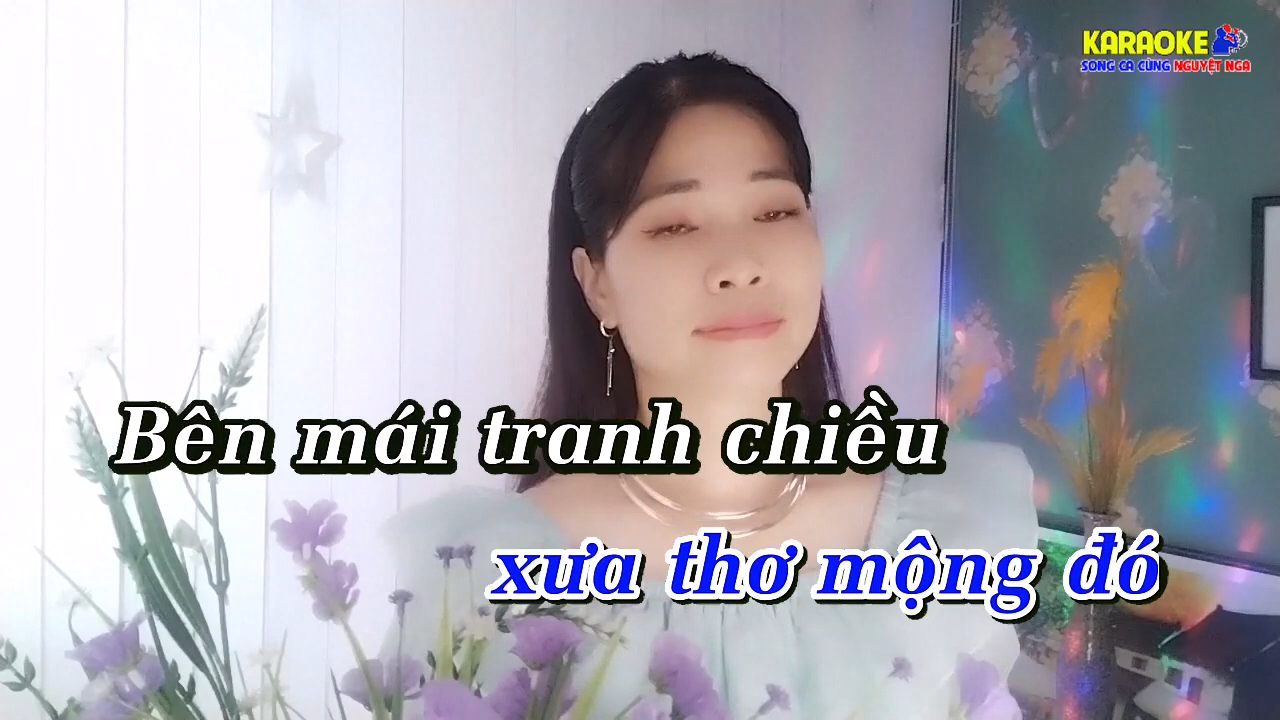 KARAOKE
SONG CA CÙNG NGUYỆT NGA
Bên mái tranh chiều
xưa thơ mộng đó